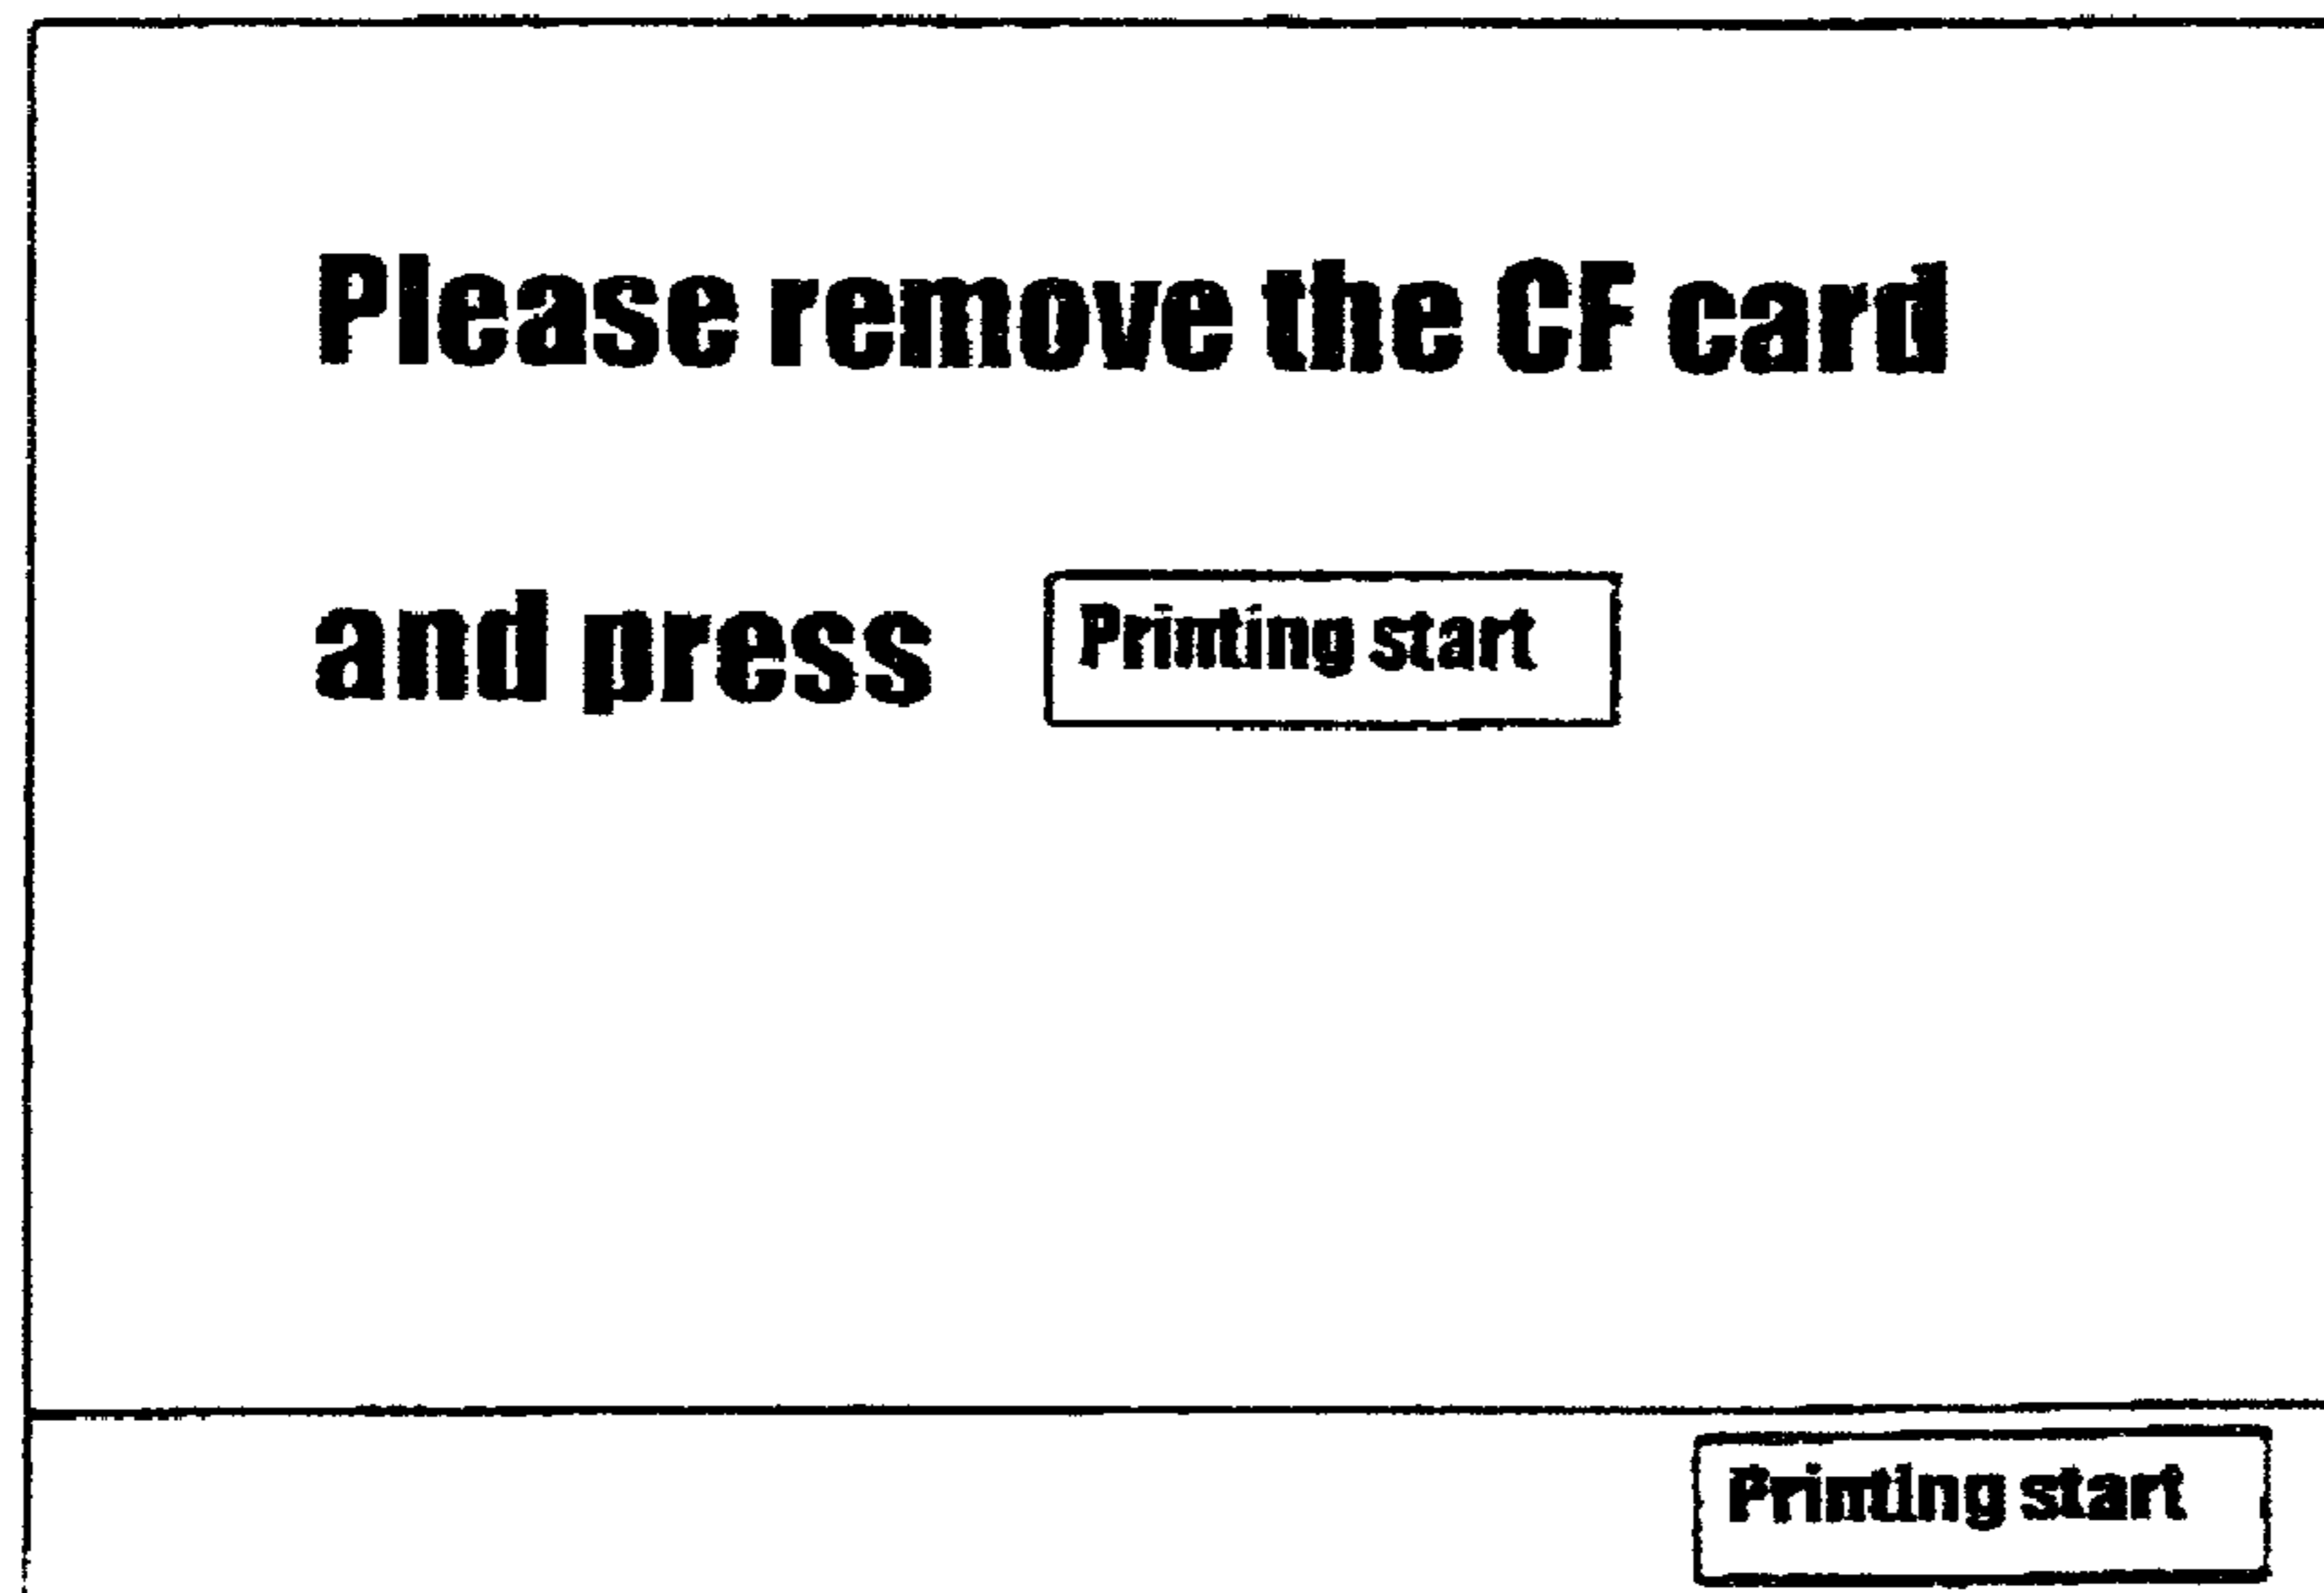 Please remove the CF card
and press Printing start
Printing start